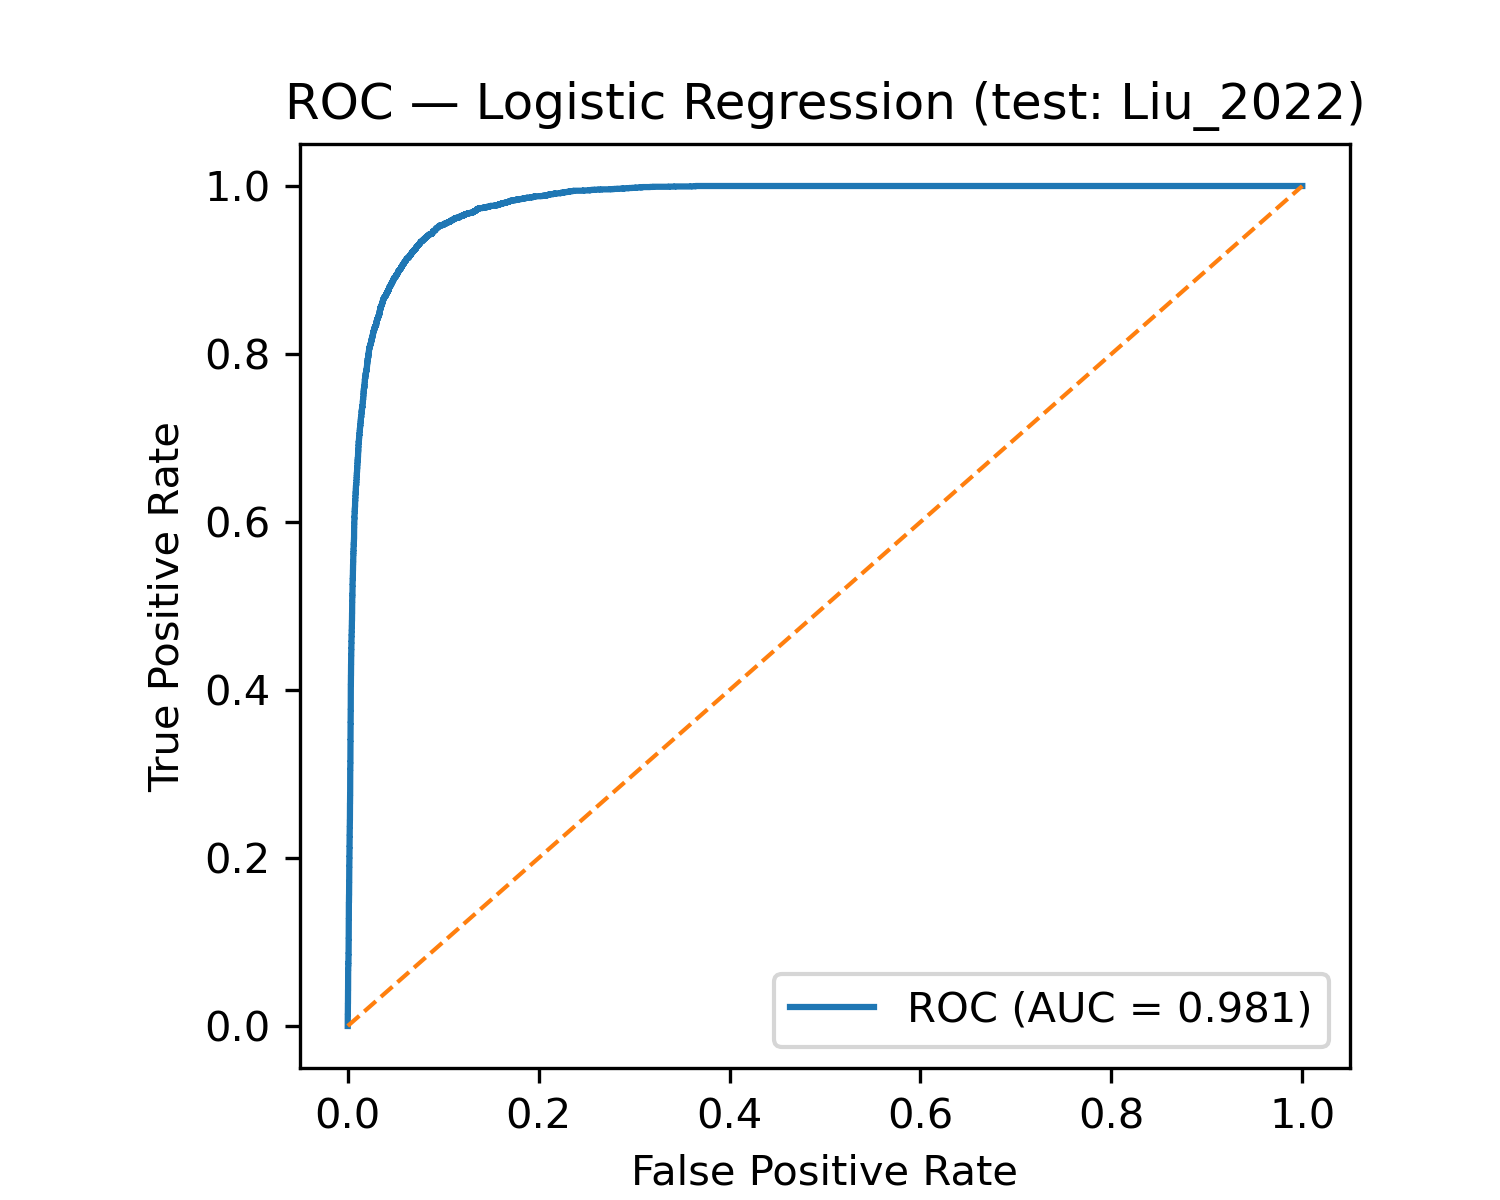 ROC — Logistic Regression (test: Liu_2022)
1.0
0.8
0.6
0.4
0.2
0.0
True Positive Rate
ROC (AUC = 0.981)
0.0 0.2 0.4 0.6 0.8 1.0
False Positive Rate